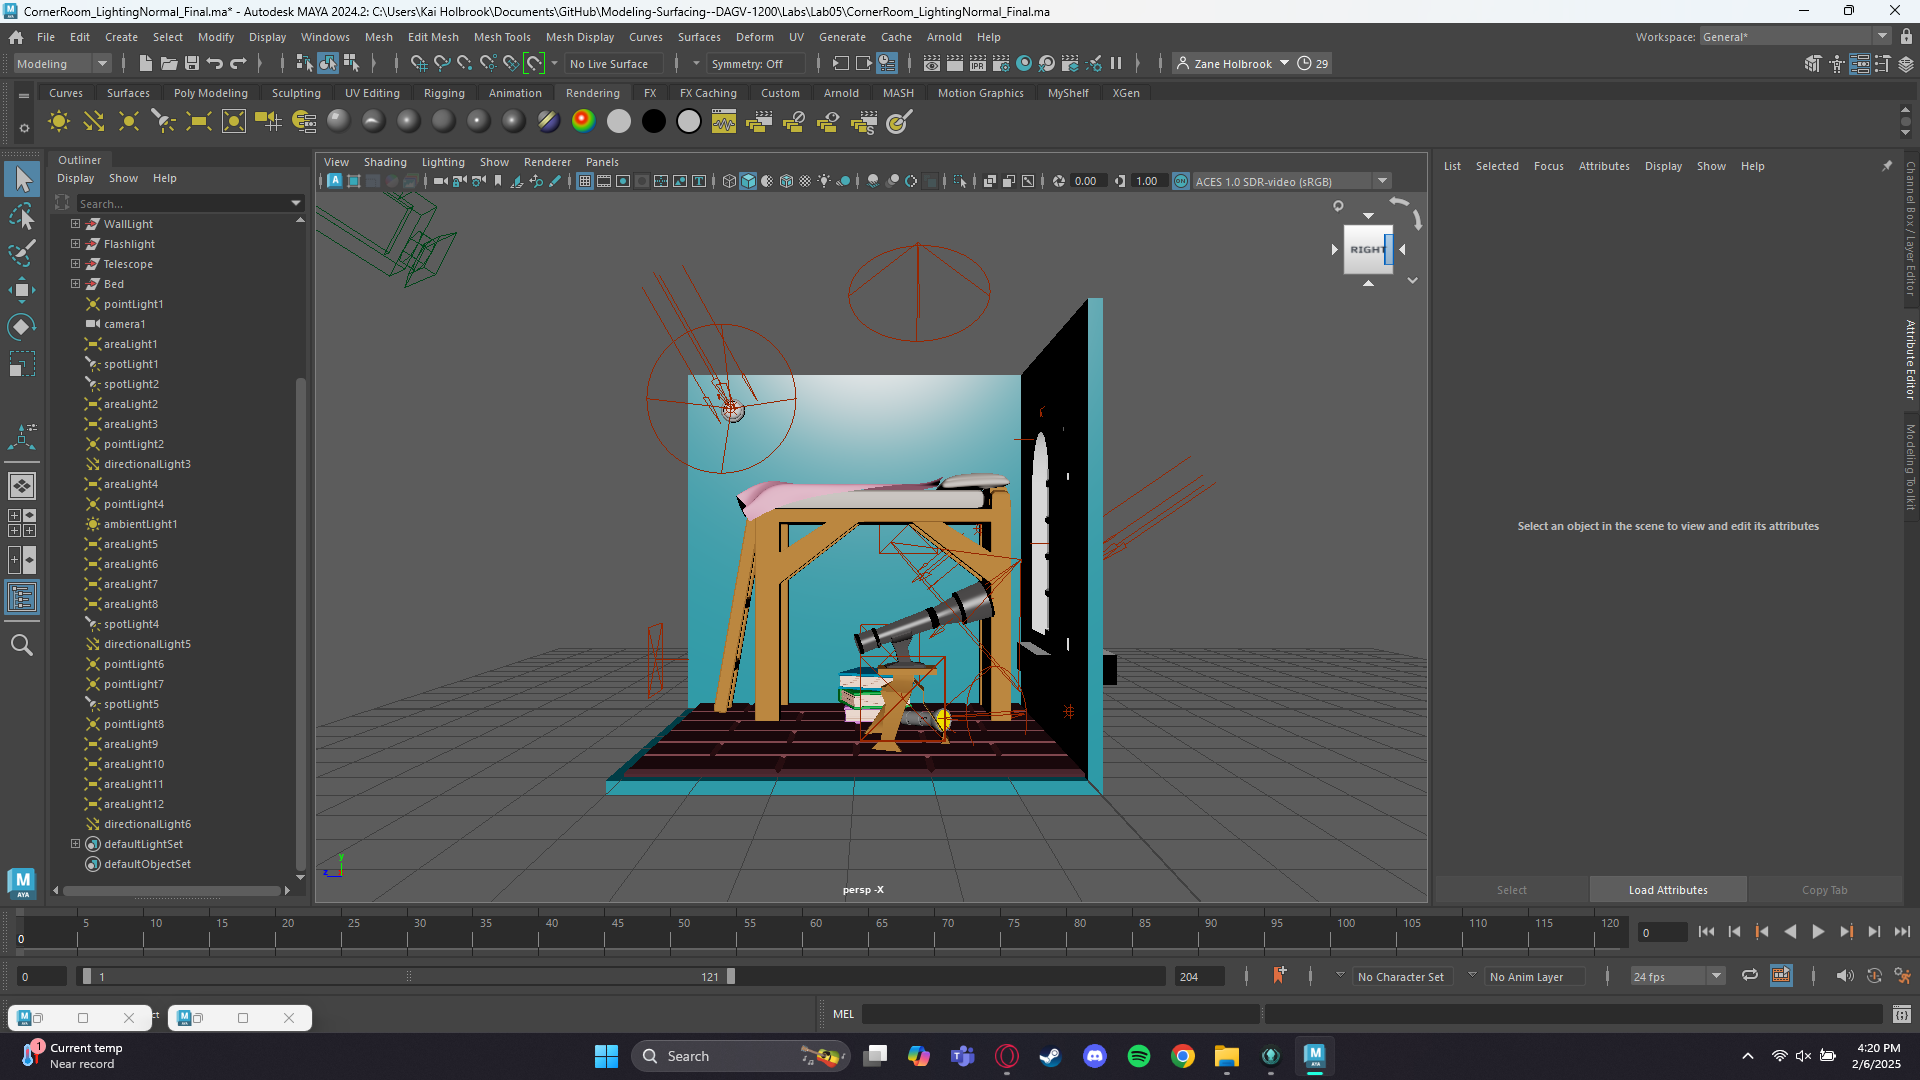 CornerRoom_LightingNormal_Final.ma* - Autodesk MAYA 2024.2: C:\Users\Kai Holbrook\Documents\GitHub\Modeling-Surfacing--DAGV-1200\Labs\Lab05\CornerRoom_LightingNormal_Final.ma
File Edit Create Select Modify Display Windows Mesh Edit Mesh Mesh Tools Mesh Display Curves Surfaces Deform UV Generate Cache Arnold Help
Workspace: General*
Modeling No Live Surface Symmetry: Off IPR Zane Holbrook 29
Curves Surfaces Poly Modeling Sculpting UV Editing Rigging Animation Rendering FX FX Caching Custom Arnold MASH Motion Graphics MyShelf XGen
Outliner
Display Show Help
Search...
WallLight
Flashlight
Telescope
Bed
pointLight1
camera1
areaLight1
spotLight1
spotLight2
areaLight2
areaLight3
pointLight2
directionalLight3
areaLight4
pointLight4
ambientLight1
areaLight5
areaLight6
areaLight7
areaLight8
spotLight4
directionalLight5
pointLight6
pointLight7
spotLight5
pointLight8
areaLight9
areaLight10
areaLight11
areaLight12
directionalLight6
defaultLightSet
defaultObjectSet
View Shading Lighting Show Renderer Panels
0.00 1.00 ON ACES 1.0 SDR-video (sRGB)
RIGHT
y
z
persp -X
List Selected Focus Attributes Display Show Help
Select an object in the scene to view and edit its attributes
Select Load Attributes Copy Tab
Channel Box / Layer Editor
Attribute Editor
Modeling Toolkit
M
AYA
5 10 15 20 25 30 35 40 45 50 55 60 65 70 75 80 85 90 95 100 105 110 115 120
0
0
0 1 121 204 No Character Set No Anim Layer 24 fps
ct
MEL
1
Current temp
Near record
Search
4:20 PM
2/6/2025